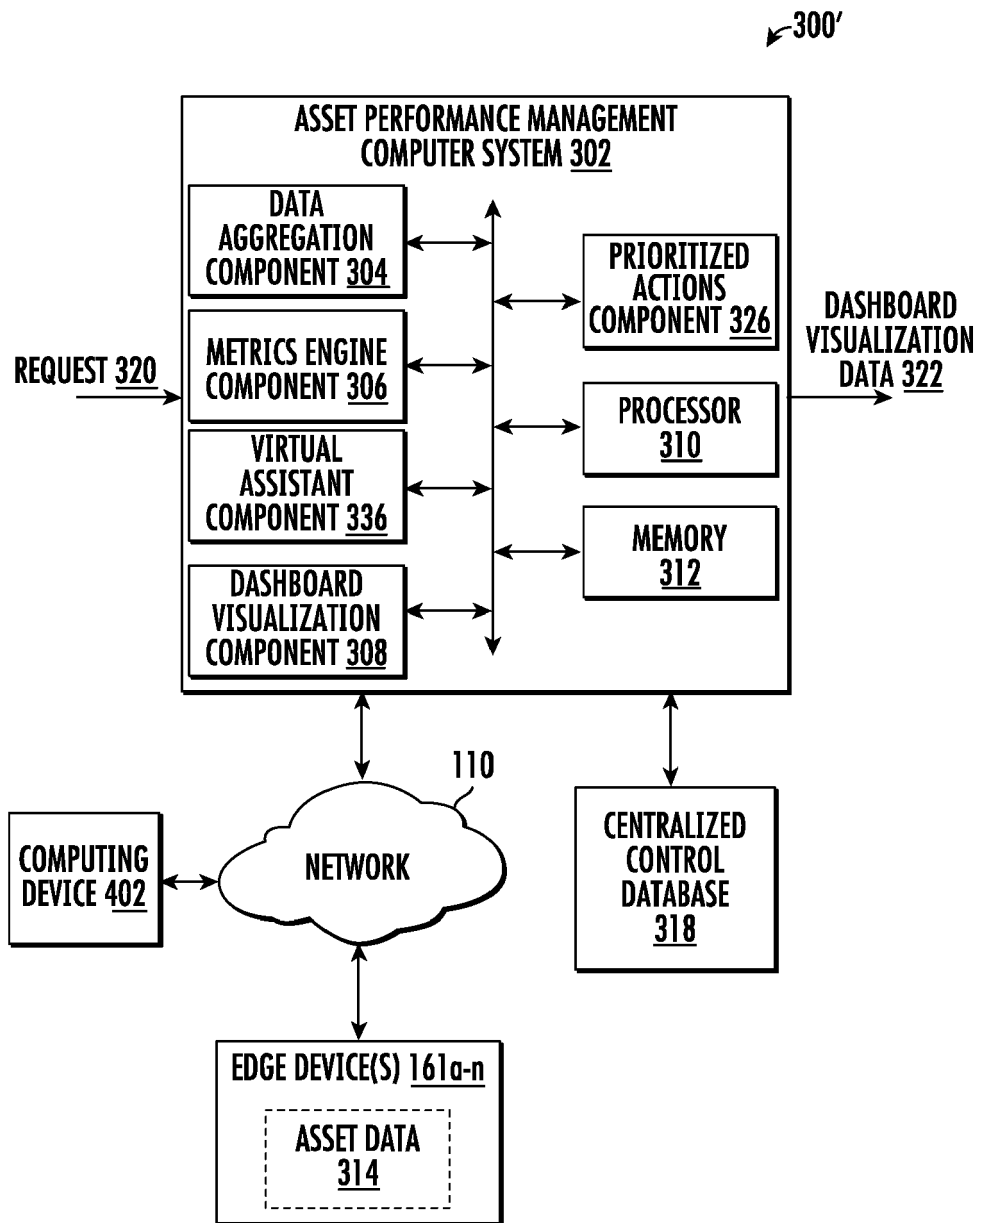 300'
ASSET PERFORMANCE MANAGEMENT
COMPUTER SYSTEM 302
DATA
AGGREGATION
COMPONENT 304
METRICS ENGINE
COMPONENT 306
VIRTUAL
ASSISTANT
COMPONENT 336
DASHBOARD
VISUALIZATION
COMPONENT 308
PRIORITIZED
ACTIONS
COMPONENT 326
PROCESSOR
310
MEMORY
312
REQUEST 320
DASHBOARD
VISUALIZATION
DATA 322
110
NETWORK
COMPUTING
DEVICE 402
CENTRALIZED
CONTROL
DATABASE
318
EDGE DEVICE(S) 161a-n
ASSET DATA
314